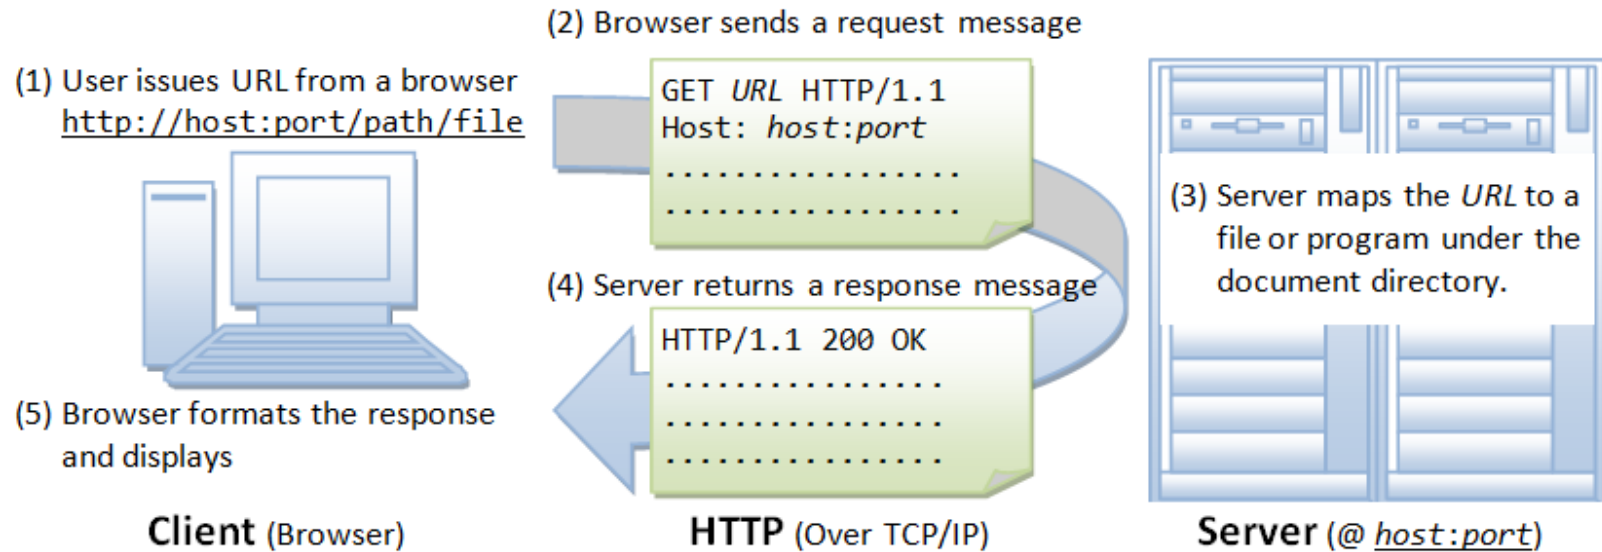 (1) User issues URL from a browser
http://host:port/path/file
(2) Browser sends a request message
GET URL HTTP/1.1
Host: host:port
..................
..................
(3) Server maps the URL to a
file or program under the
document directory.
(4) Server returns a response message
HTTP/1.1 200 OK
................
................
................
(5) Browser formats the response
and displays
Client (Browser)
HTTP (Over TCP/IP)
Server (@ host:port)